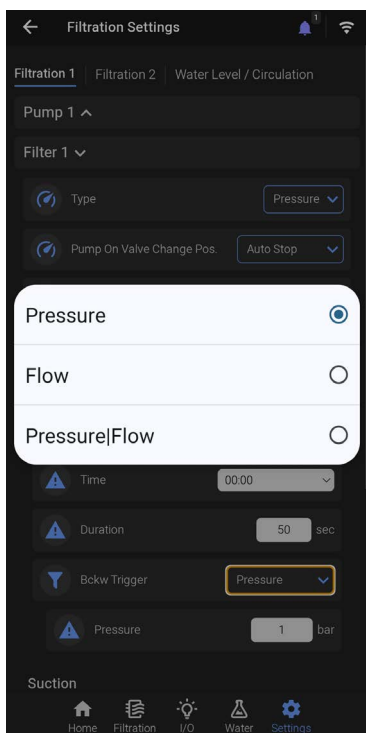 Filtration Settings
1
Filtration 1 | Filtration 2 | Water Level / Circulation
Pump 1
Filter 1
Type Pressure
Pump On Valve Change Pos. Auto Stop
Pressure
Flow
Pressure|Flow
Time 00:00
Duration 50 sec
Bckw Trigger Pressure
Pressure 1 bar
Suction
Home Filtration I/O Water Settings